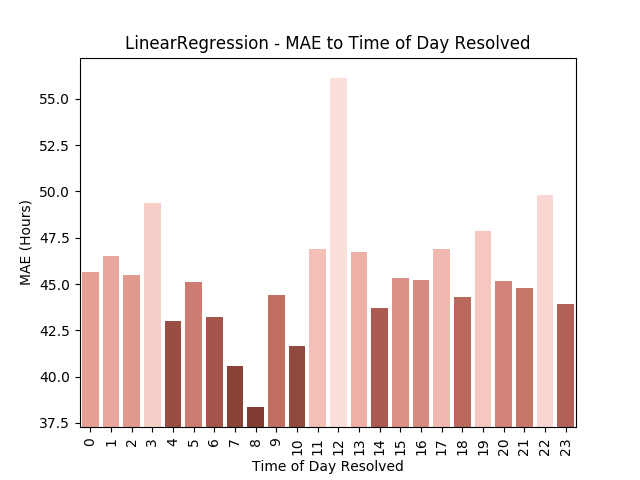 LinearRegression - MAE to Time of Day Resolved
55.0
52.5
50.0
47.5
45.0
42.5
40.0
37.5
MAE (Hours)
0 1 2 3 4 5 6 7 8 9 10 11 12 13 14 15 16 17 18 19 20 21 22 23
Time of Day Resolved